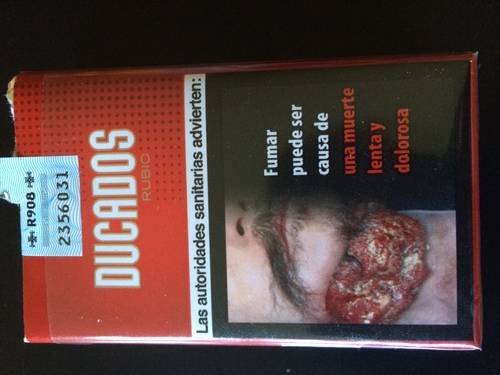 DUCADOS
RUBIO
R908
2356031
Las autoridades sanitarias advierten:
Fumar
puede ser
causa de
una muerte
lenta y
dolorosa